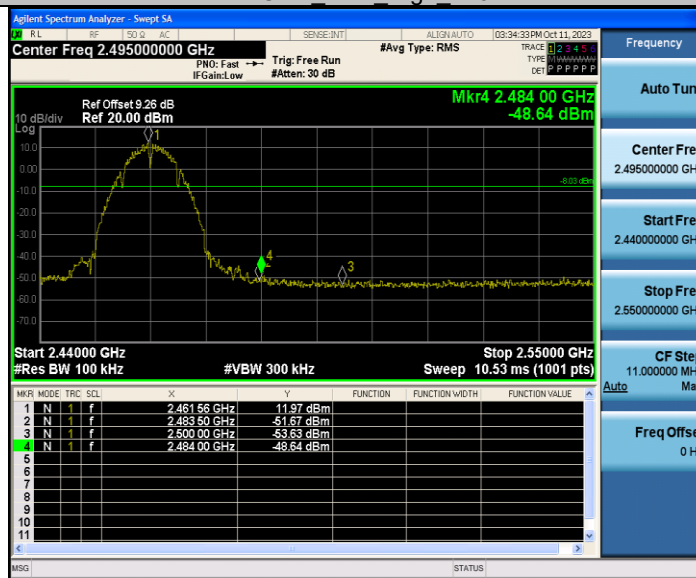 Agilent Spectrum Analyzer - Swept SA
RL RF 50 Ω AC SENSE:INT ALIGN AUTO 03:34:33 PM Oct 11, 2023
Center Freq 2.495000000 GHz
#Avg Type: RMS
TRACE 1 2 3 4 5 6
TYPE MWWWWW
DET P P P P P P
PNO: Fast
IFGain:Low
Trig: Free Run
#Atten: 30 dB
Mkr4 2.484 00 GHz
-48.64 dBm
Ref Offset 9.26 dB
10 dB/div Ref 20.00 dBm
Log
10.0
0.00
-10.0
-20.0
-30.0
-40.0
-50.0
-60.0
-70.0
1
-8.03 dBm
4
3
Start 2.44000 GHz Stop 2.55000 GHz
#Res BW 100 kHz #VBW 300 kHz Sweep 10.53 ms (1001 pts)
MKR MODE TRC SCL X Y FUNCTION FUNCTION WIDTH FUNCTION VALUE
1 N 1 f 2.461 56 GHz 11.97 dBm
2 N 1 f 2.483 50 GHz -51.67 dBm
3 N 1 f 2.500 00 GHz -53.63 dBm
4 N 1 f 2.484 00 GHz -48.64 dBm
5
6
7
8
9
10
11
MSG STATUS
Frequency
Auto Tun
Center Fre
2.495000000 GH
Start Fre
2.440000000 GH
Stop Fre
2.550000000 GH
CF Ste
11.000000 MH
Auto Ma
Freq Offse
0 H